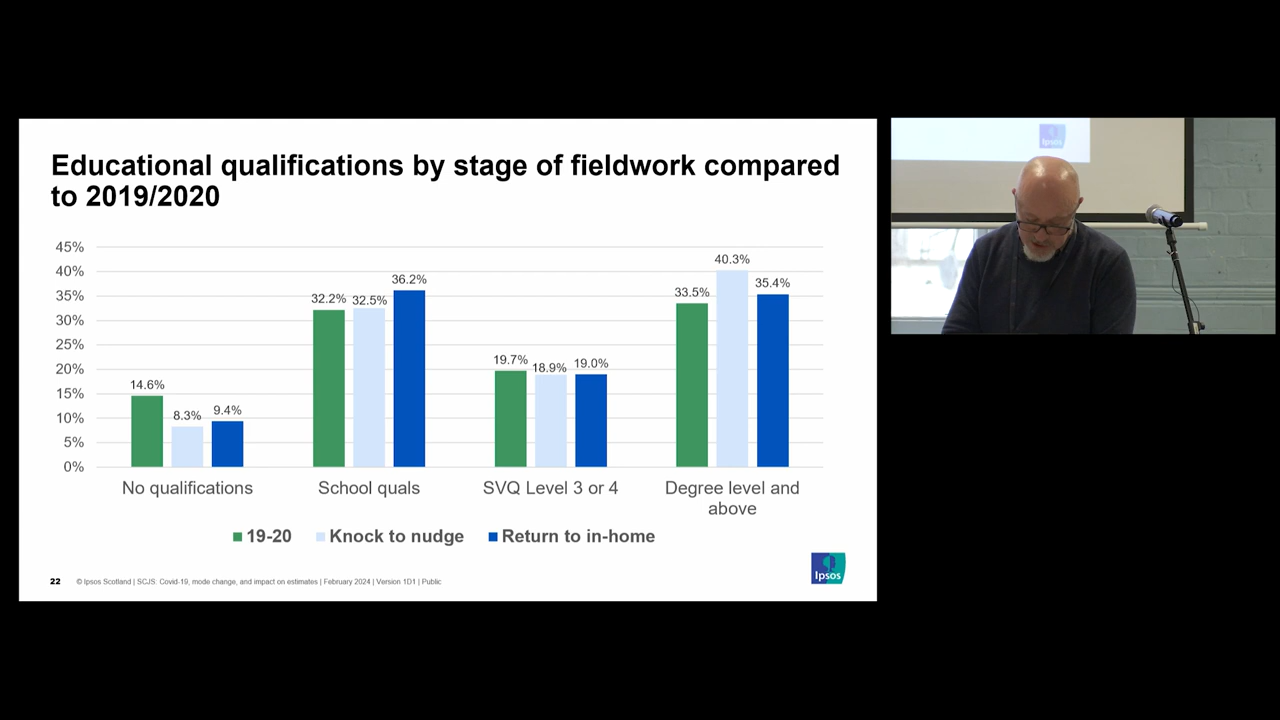 Educational qualifications by stage of fieldwork compared
to 2019/2020
45%
40%
35%
30%
25%
20%
15%
10%
5%
0%
14.6%
8.3%
9.4%
32.2%
32.5%
36.2%
19.7%
18.9%
19.0%
33.5%
40.3%
35.4%
No qualifications
School quals
SVQ Level 3 or 4
Degree level and
above
19-20
Knock to nudge
Return to in-home
22
© Ipsos Scotland | SCJS: Covid-19, mode change, and impact on estimates | February 2024 | Version 1D1 | Public
Ipsos
Ipsos